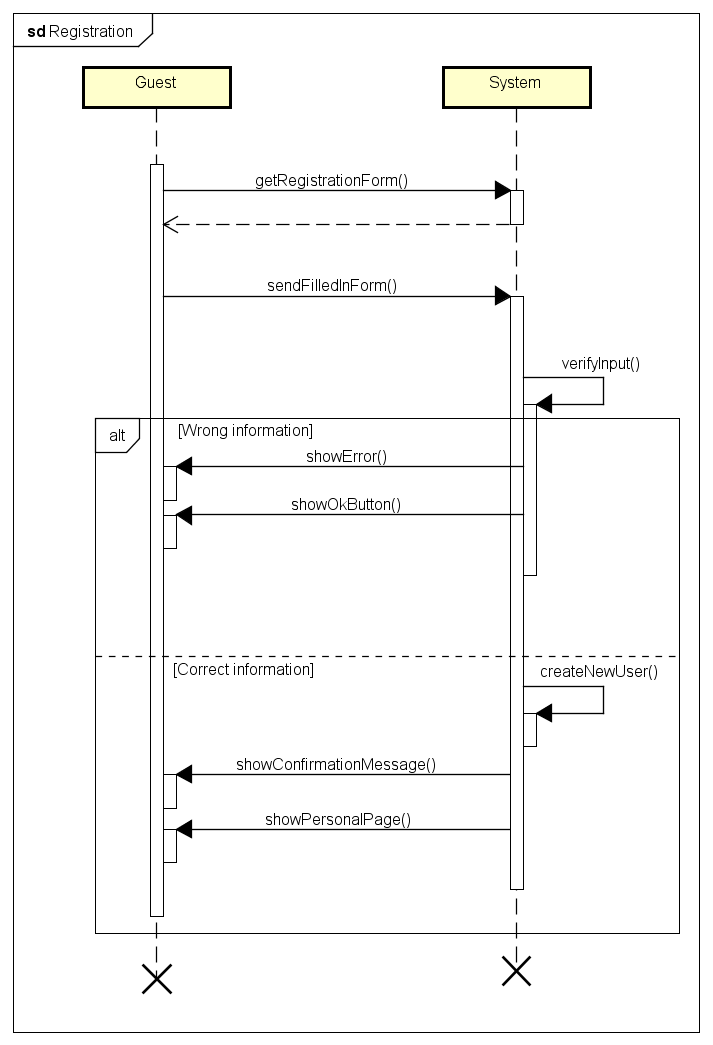 sd Registration
Guest
System
getRegistrationForm()
sendFilledInForm()
verifyInput()
alt
[Wrong information]
showError()
showOkButton()
[Correct information]
createNewUser()
showConfirmationMessage()
showPersonalPage()